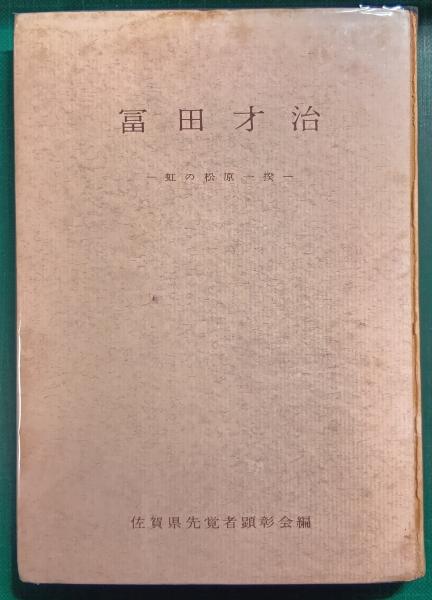 冨田才治
—虹の松原一揆—
佐賀県先覚者顕彰会編